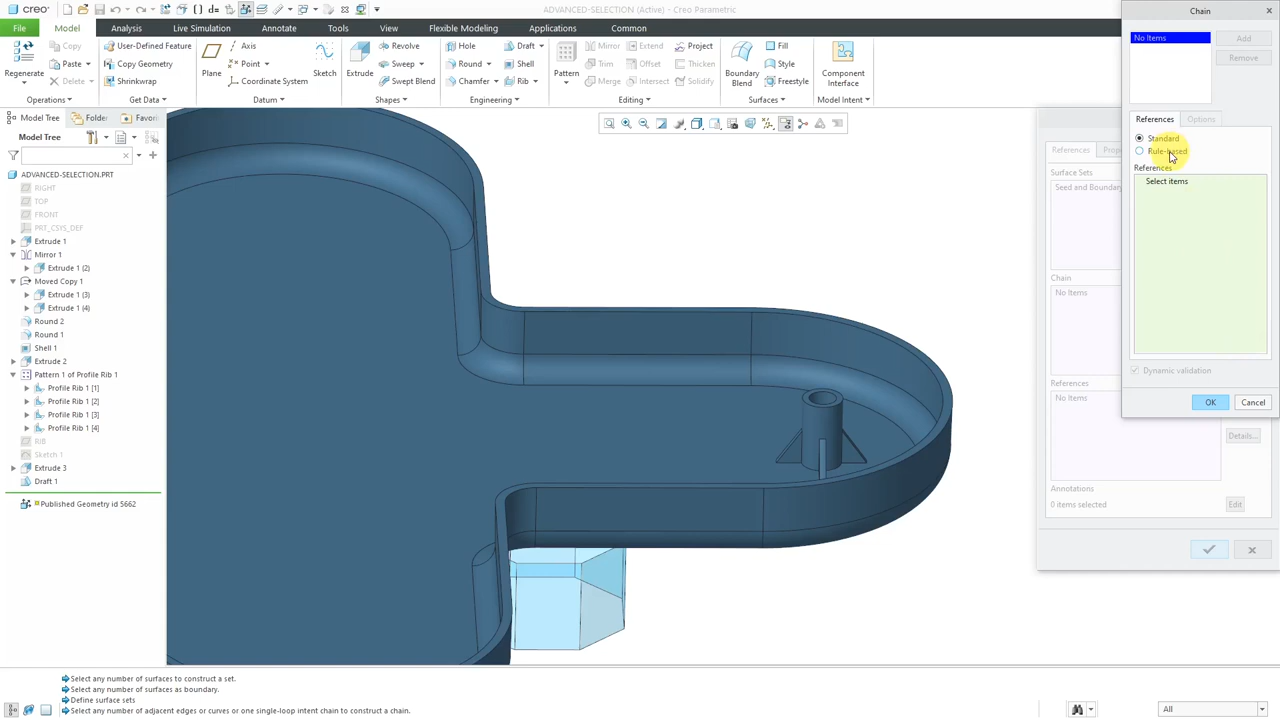 creo
ADVANCED-SELECTION (Active) - Creo Parametric
Chain
File Model Analysis Live Simulation Annotate Tools View Flexible Modeling Applications Common
No Items
Add
Remove
Regenerate
Copy
Paste
Delete
Operations
User-Defined Feature
Copy Geometry
Shrinkwrap
Get Data
Plane
Axis
Point
Coordinate System
Sketch
Datum
Extrude
Revolve
Sweep
Swept Blend
Shapes
Hole
Round
Chamfer
Draft
Shell
Rib
Engineering
Pattern
Mirror
Trim
Merge
Extend
Offset
Intersect
Project
Thicken
Solidify
Editing
Boundary
Blend
Fill
Style
Freestyle
Surfaces
Component
Interface
Model Intent
Model Tree
Folder
Favori
Model Tree
ADVANCED-SELECTION.PRT
RIGHT
TOP
FRONT
PRT_CSYS_DEF
Extrude 1
Mirror 1
Extrude 1 (2)
Moved Copy 1
Extrude 1 (3)
Extrude 1 (4)
Round 2
Round 1
Shell 1
Extrude 2
Pattern 1 of Profile Rib 1
Profile Rib 1 [1]
Profile Rib 1 [2]
Profile Rib 1 [3]
Profile Rib 1 [4]
RIB
Sketch 1
Extrude 3
Draft 1
Published Geometry id 5662
References
Prop
Surface Sets
Seed and Bounda
Chain
No Items
References
No Items
Details...
Annotations
0 items selected
Edit
References
Options
Standard
Rule-based
References
Select items
Dynamic validation
OK
Cancel
Select any number of surfaces to construct a set.
Select any number of surfaces as boundary.
Define surface sets
Select any number of adjacent edges or curves or one single-loop intent chain to construct a chain.
All